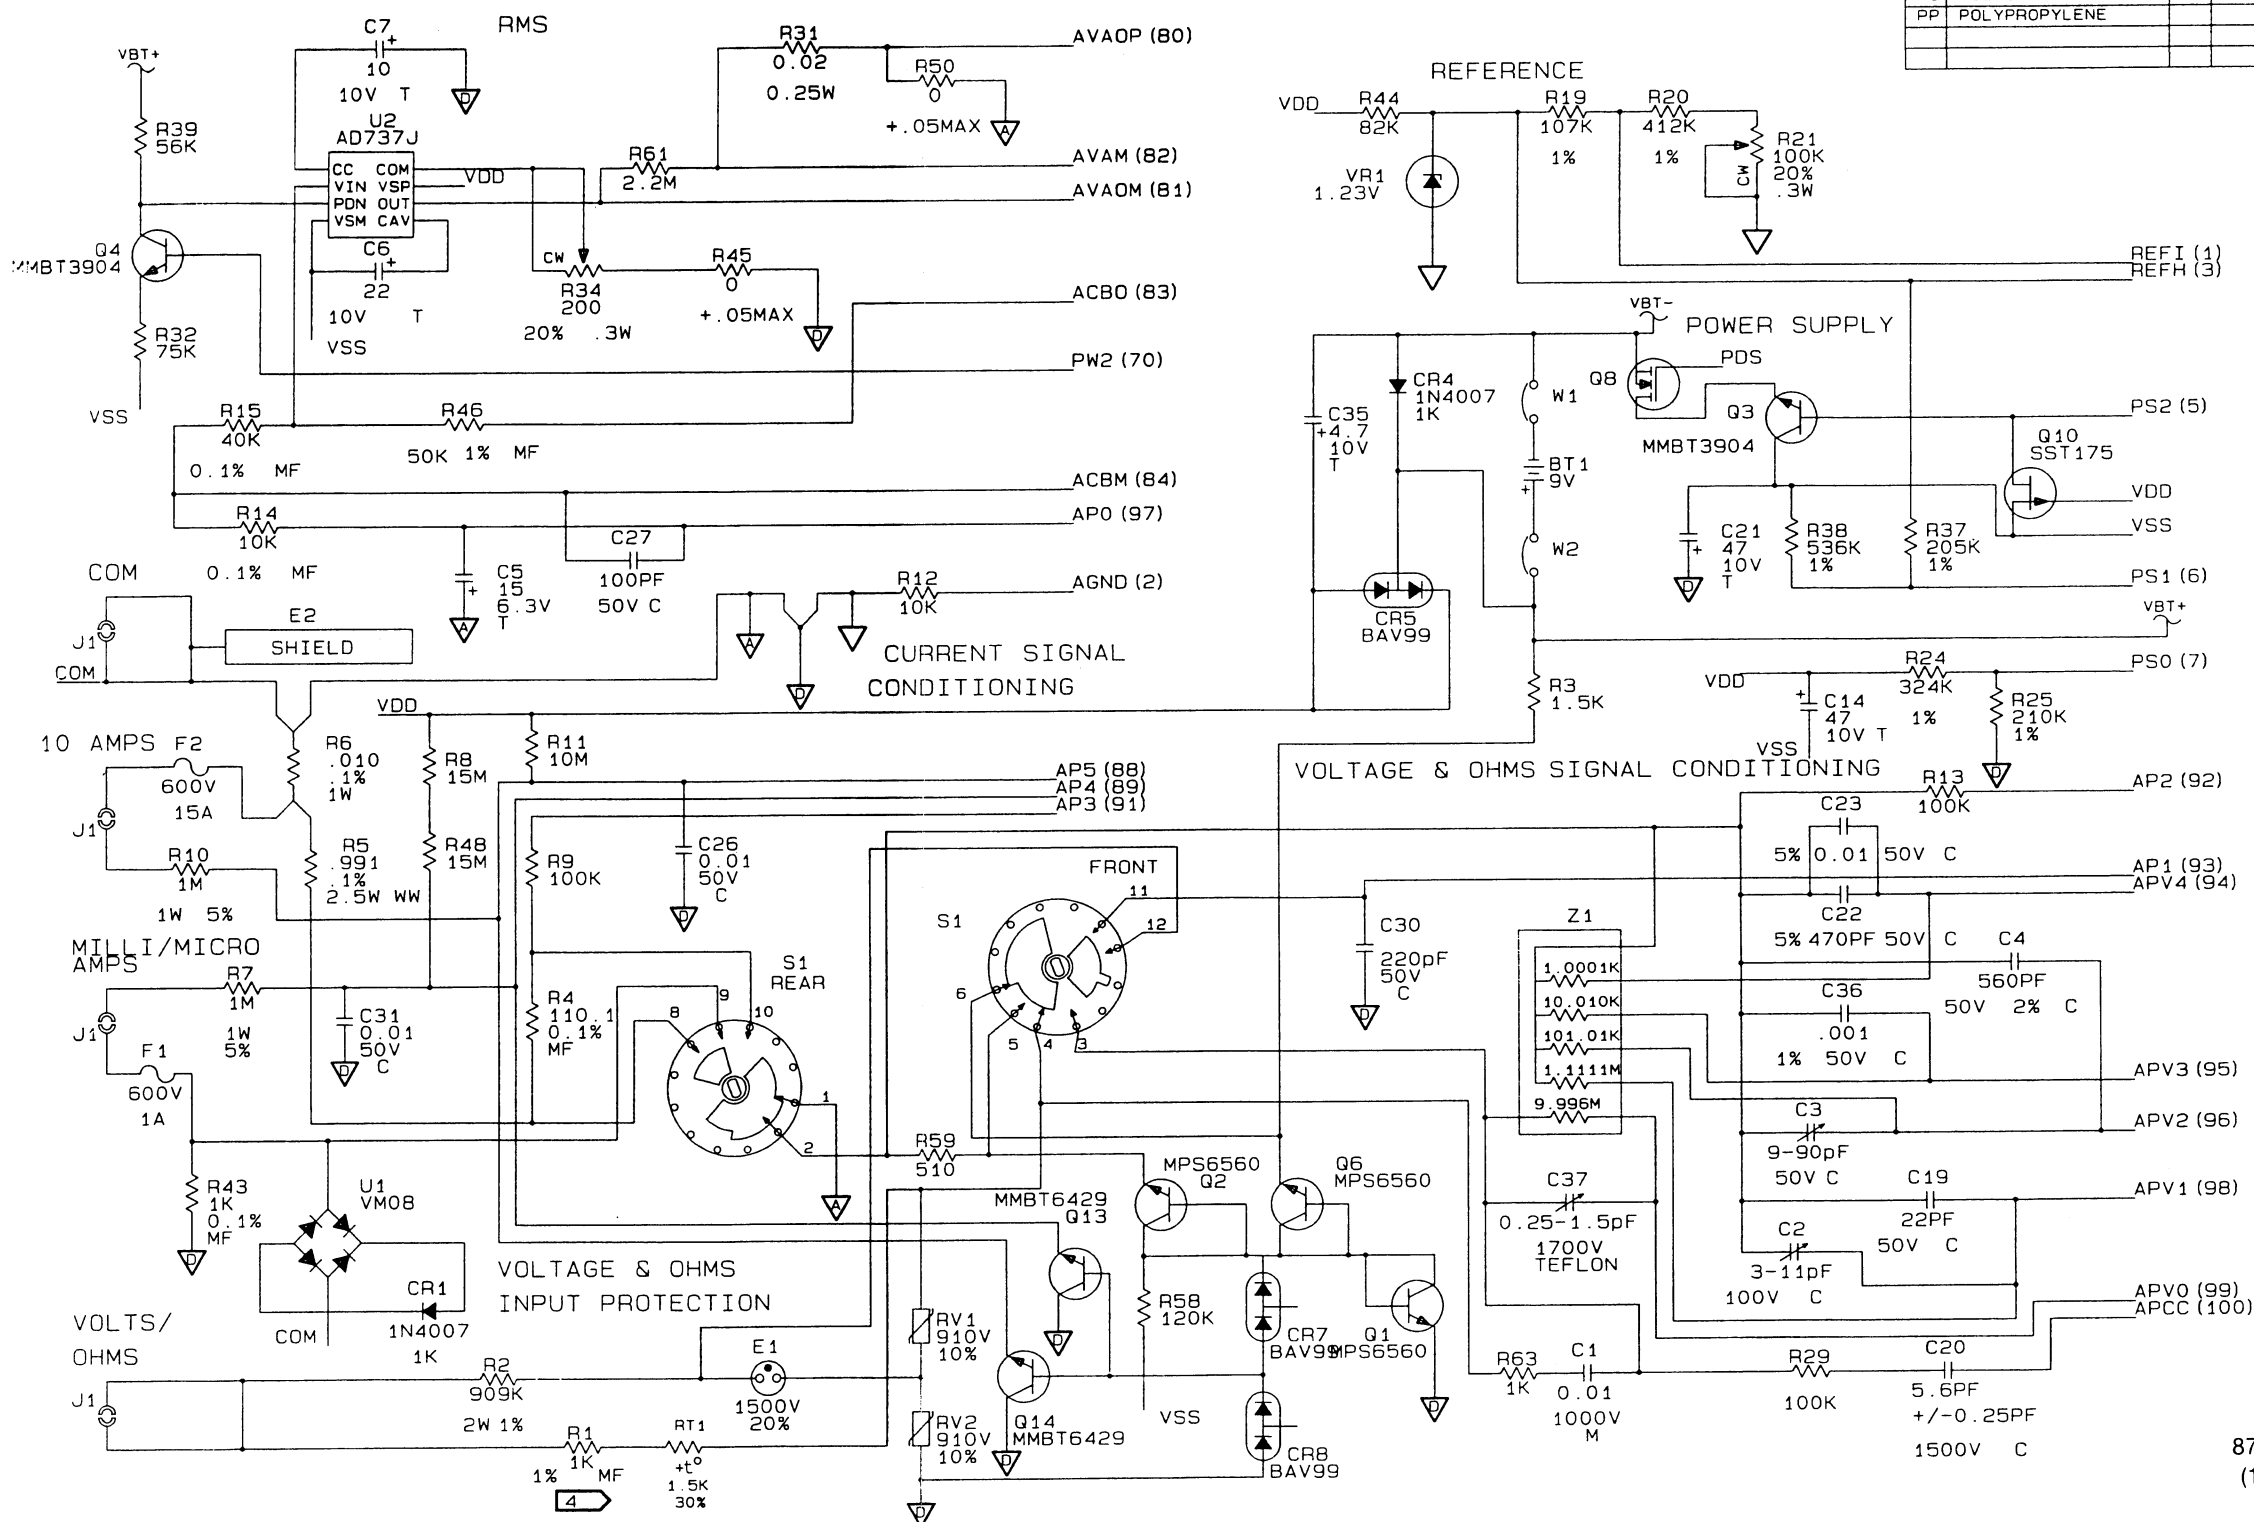 PP POLYPROPYLENE
RMS
C7
+
10
10V T
D
VBT+
R39
56K
U2
AD737J
CC COM
VIN VSP
PDN OUT
VSM CAV
VDD
C6
+
22
10V T
VSS
Q4
MMBT3904
R32
75K
VSS
R31
0.02
0.25W
R50
0
+.05MAX
A
AVAOP (80)
R61
2.2M
AVAM (82)
AVAOM (81)
CW
R34
200
20% .3W
R45
0
+.05MAX
D
ACBO (83)
PW2 (70)
R15
40K
0.1% MF
R46
50K 1% MF
ACBM (84)
R14
10K
0.1% MF
APO (97)
C27
100PF
50V C
C5
+
15
6.3V
T
A
R12
10K
AGND (2)
A
D
REFERENCE
VDD
R44
82K
R19
107K
1%
R20
412K
1%
R21
100K
20%
.3W
CW
VR1
1.23V
REFI (1)
REFH (3)
VBT-
POWER SUPPLY
PDS
Q8
Q3
MMBT3904
CR4
1N4007
1K
C35
+4.7
10V
T
W1
BT1
9V
+
W2
PS2 (5)
Q10
SST175
VDD
VSS
C21
+
47
10V
T
D
R38
536K
1%
R37
205K
1%
PS1 (6)
CR5
BAV99
VBT+
R3
1.5K
VDD
+
C14
47
10V T
VSS
R24
324K
1%
R25
210K
1%
D
PSO (7)
COM
J1
COM
E2
SHIELD
CURRENT SIGNAL
CONDITIONING
VDD
10 AMPS
F2
600V
15A
J1
R6
.010
.1%
1W
R8
15M
R11
10M
R10
1M
1W 5%
R5
.991
.1%
2.5W WW
R48
15M
R9
100K
C26
0.01
50V
C
D
AP5 (88)
AP4 (89)
AP3 (91)
MILLI/MICRO
AMPS
J1
R7
1M
1W
5%
C31
0.01
50V
C
D
R4
110.1
0.1%
MF
F1
600V
1A
S1
REAR
8
9
10
1
2
A
S1
FRONT
11
12
6
5
4
3
C30
220pF
50V
C
D
VOLTAGE & OHMS SIGNAL CONDITIONING
R13
100K
AP2 (92)
C23
5% 0.01 50V C
AP1 (93)
APV4 (94)
C22
5% 470PF 50V C
Z1
1.0001K
10.010K
101.01K
1.1111M
9.996M
C4
560PF
50V 2% C
C36
.001
1% 50V C
APV3 (95)
C3
9-90pF
50V C
APV2 (96)
C19
22PF
50V C
APV1 (98)
C37
0.25-1.5pF
1700V
TEFLON
C2
3-11pF
100V C
APVO (99)
APCC (100)
R43
1K
0.1%
MF
D
U1
VM08
CR1
1N4007
1K
COM
VOLTAGE & OHMS
INPUT PROTECTION
R59
510
MPS6560
Q2
Q6
MPS6560
MMBT6429
Q13
D
R58
120K
VSS
CR7
BAV99
Q1
MPS6560
D
VOLTS/
OHMS
J1
R2
909K
2W 1%
E1
1500V
20%
RV1
910V
10%
RV2
910V
10%
D
Q14
MMBT6429
D
CR8
BAV99
R1
1K
1% MF
4
RT1
+t°
1.5K
30%
R63
1K
C1
0.01
1000V
M
R29
100K
C20
5.6PF
+/-0.25PF
1500V C
87
(1